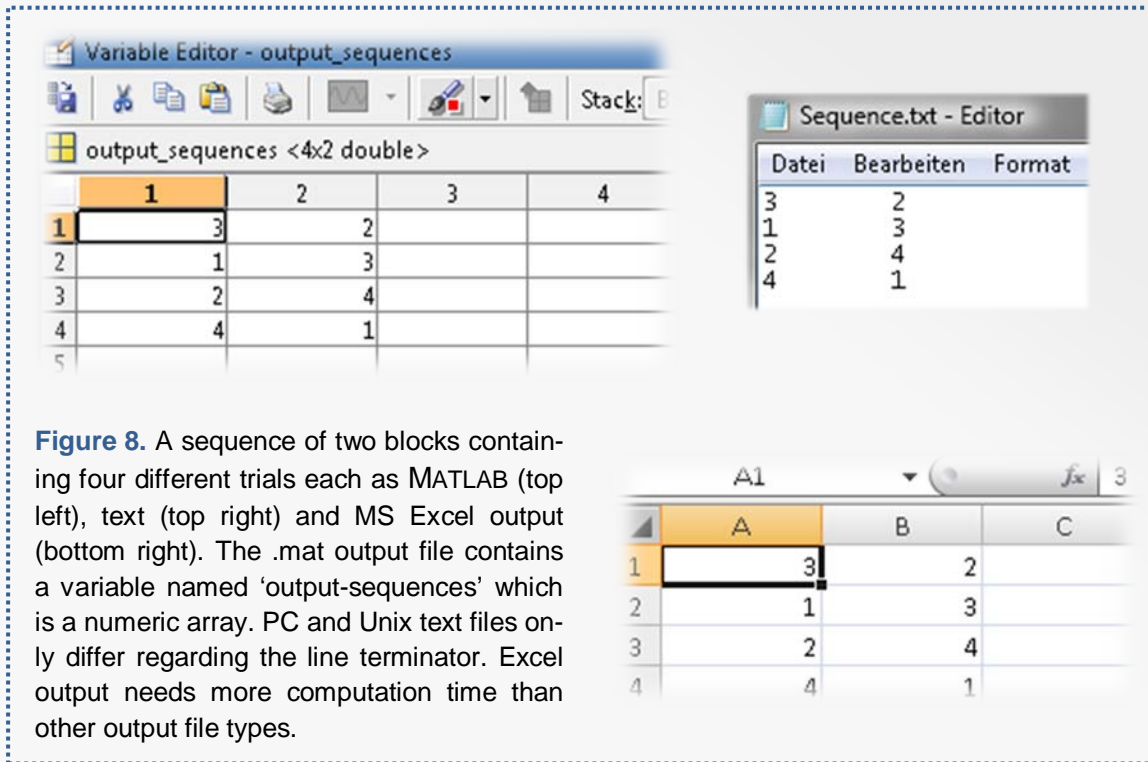 Variable Editor - output_sequences
Stack:
output_sequences <4x2 double>
1 2 3 4
1 3 2
2 1 3
3 2 4
4 4 1
5
Sequence.txt - Editor
Datei Bearbeiten Format
3 2
1 3
2 4
4 1
Figure 8. A sequence of two blocks contain-
ing four different trials each as MATLAB (top
left), text (top right) and MS Excel output
(bottom right). The .mat output file contains
a variable named ‘output-sequences’ which
is a numeric array. PC and Unix text files on-
ly differ regarding the line terminator. Excel
output needs more computation time than
other output file types.
A1 fx 3
A B C
1 3 2
2 1 3
3 2 4
4 4 1